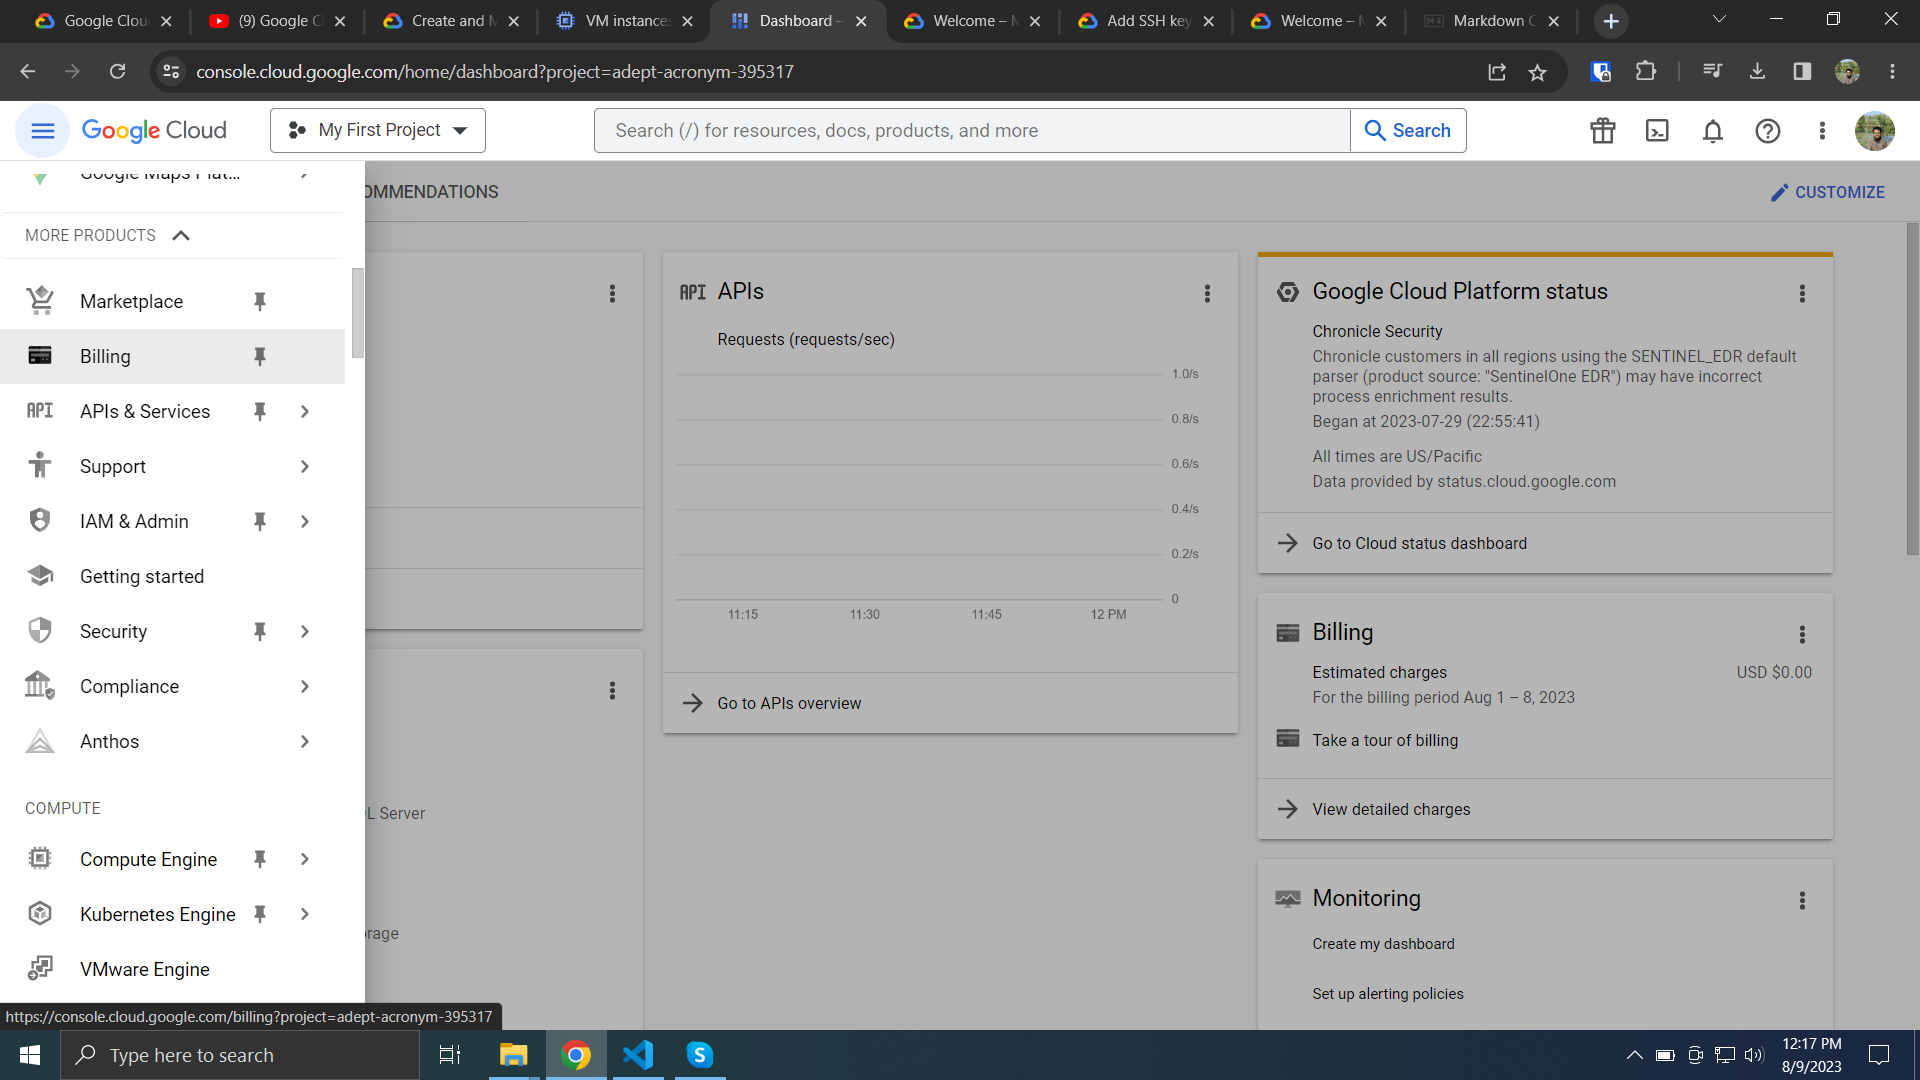 Google Clou
(9) Google Cl
Create and M
VM instances
Dashboard –
Welcome – M
Add SSH key
Welcome – M
Markdown C
console.cloud.google.com/home/dashboard?project=adept-acronym-395317
Google Cloud
My First Project
Search (/) for resources, docs, products, and more
Search
Google Maps Plat...
OMMENDATIONS
CUSTOMIZE
MORE PRODUCTS
Marketplace
Billing
APIs & Services
Support
IAM & Admin
Getting started
Security
Compliance
Anthos
COMPUTE
Compute Engine
Kubernetes Engine
VMware Engine
https://console.cloud.google.com/billing?project=adept-acronym-395317
L Server
orage
API APIs
Requests (requests/sec)
1.0/s
0.8/s
0.6/s
0.4/s
0.2/s
0
11:15 11:30 11:45 12 PM
Go to APIs overview
Google Cloud Platform status
Chronicle Security
Chronicle customers in all regions using the SENTINEL_EDR default
parser (product source: "SentinelOne EDR") may have incorrect
process enrichment results.
Began at 2023-07-29 (22:55:41)
All times are US/Pacific
Data provided by status.cloud.google.com
Go to Cloud status dashboard
Billing
Estimated charges USD $0.00
For the billing period Aug 1 – 8, 2023
Take a tour of billing
View detailed charges
Monitoring
Create my dashboard
Set up alerting policies
Type here to search
12:17 PM
8/9/2023